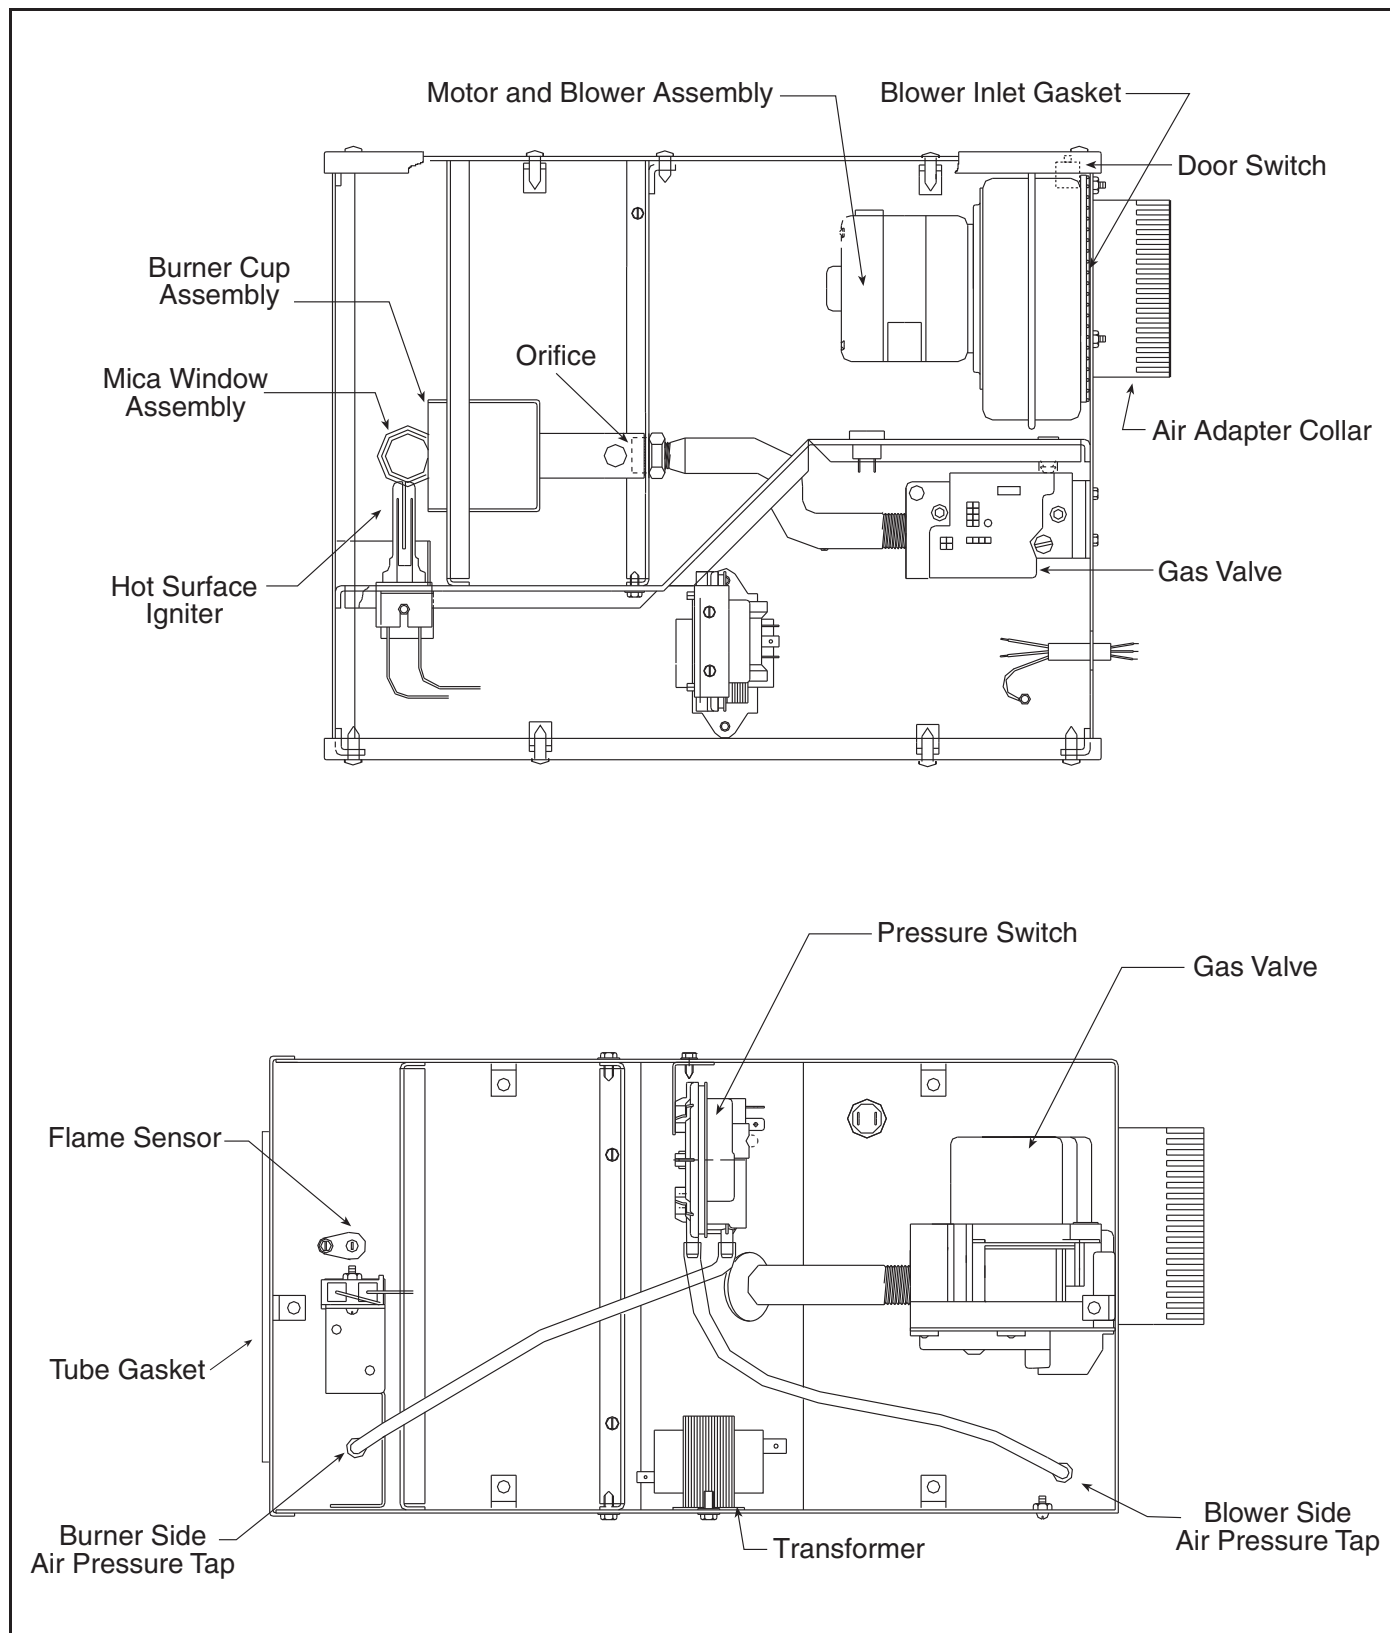 Motor and Blower Assembly
Blower Inlet Gasket
Door Switch
Burner Cup
Assembly
Orifice
Mica Window
Assembly
Air Adapter Collar
Hot Surface
Igniter
Gas Valve
Pressure Switch
Gas Valve
Flame Sensor
Tube Gasket
Burner Side
Air Pressure Tap
Transformer
Blower Side
Air Pressure Tap